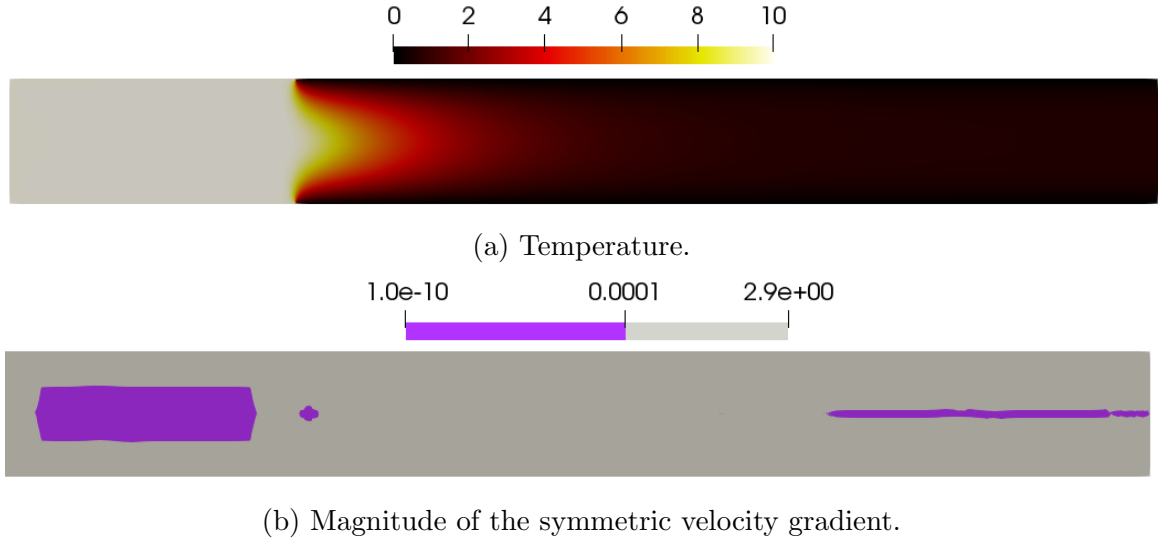 0 2 4 6 8 10
(a) Temperature.
1.0e-10 0.0001 2.9e+00
(b) Magnitude of the symmetric velocity gradient.